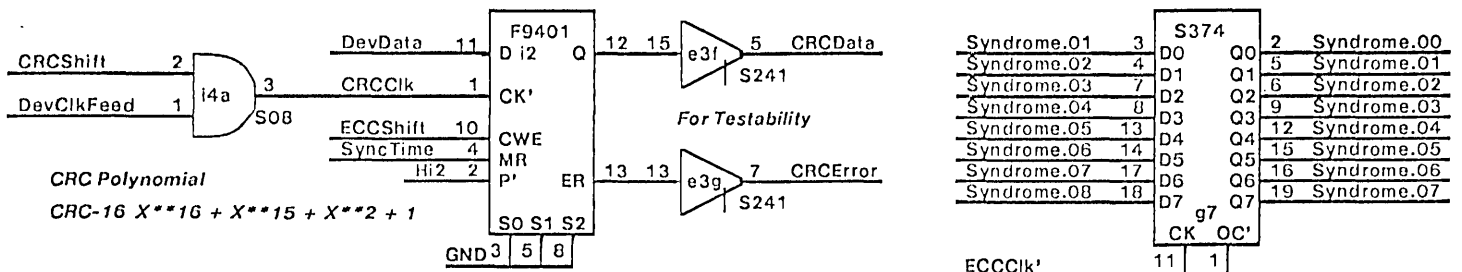 CRCShift 2
DevClkFeed 1
i4a
3 CRCClk 1
S08
F9401
DevData 11 D i2 Q 12 15 e3f 5 CRCData
S241
CK'
For Testability
ECCShift 10 CWE
SyncTime 4 MR
Hi2 2 P' ER 13 13 e3g 7 CRCError
S241
CRC Polynomial
CRC-16 X**16 + X**15 + X**2 + 1
S0 S1 S2
GND 3 5 8
S374
Syndrome.01 3 D0 Q0 2 Syndrome.00
Syndrome.02 4 D1 Q1 5 Syndrome.01
Syndrome.03 7 D2 Q2 6 Syndrome.02
Syndrome.04 8 D3 Q3 9 Syndrome.03
Syndrome.05 13 D4 Q4 12 Syndrome.04
Syndrome.06 14 D5 Q5 15 Syndrome.05
Syndrome.07 17 D6 Q6 16 Syndrome.06
Syndrome.08 18 D7 Q7 19 Syndrome.07
g7
CK OC'
ECCClk' 11 1